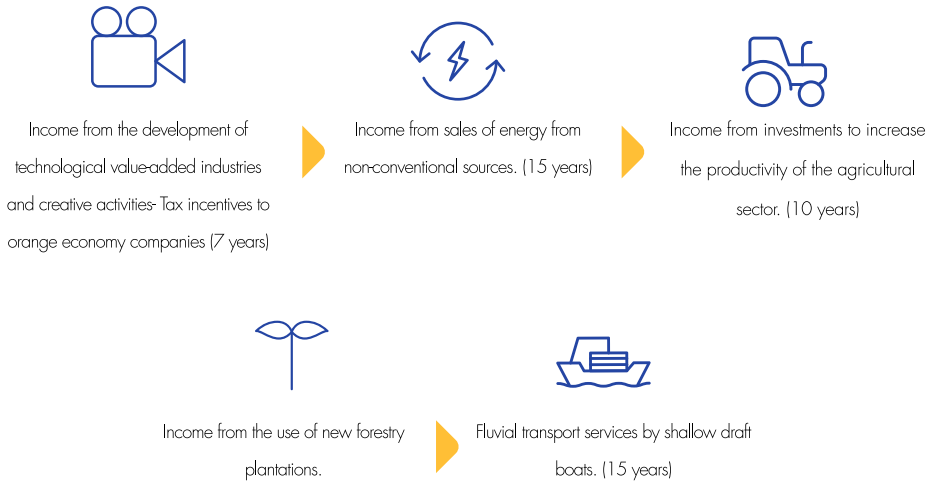 Income from the development of
technological value-added industries
and creative activities- Tax incentives to
orange economy companies (7 years)
Income from sales of energy from
non-conventional sources. (15 years)
Income from investments to increase
the productivity of the agricultural
sector. (10 years)
Income from the use of new forestry
plantations.
Fluvial transport services by shallow draft
boats. (15 years)